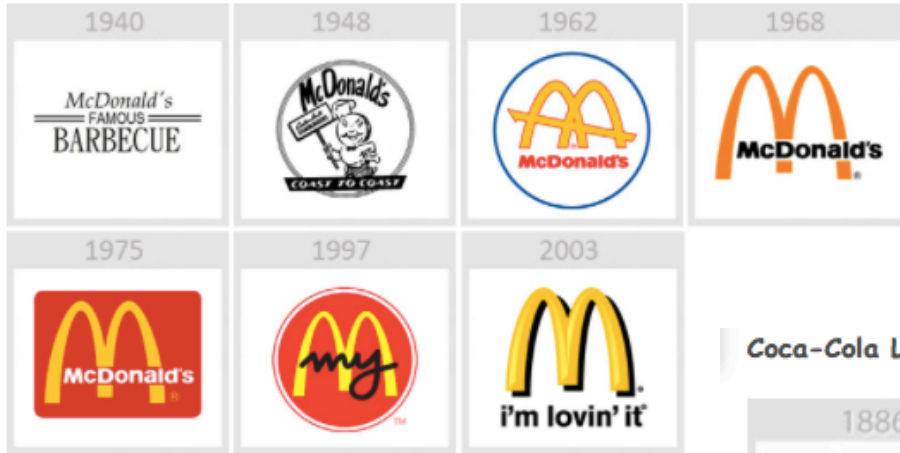 1940
1948
1962
1968
McDonald's
FAMOUS
BARBECUE
McDonald's
COAST TO COAST
McDonald's
®
McDonald's
®
1975
1997
2003
McDonald's
®
my
TM
i'm lovin' it®
Coca-Cola L
1886